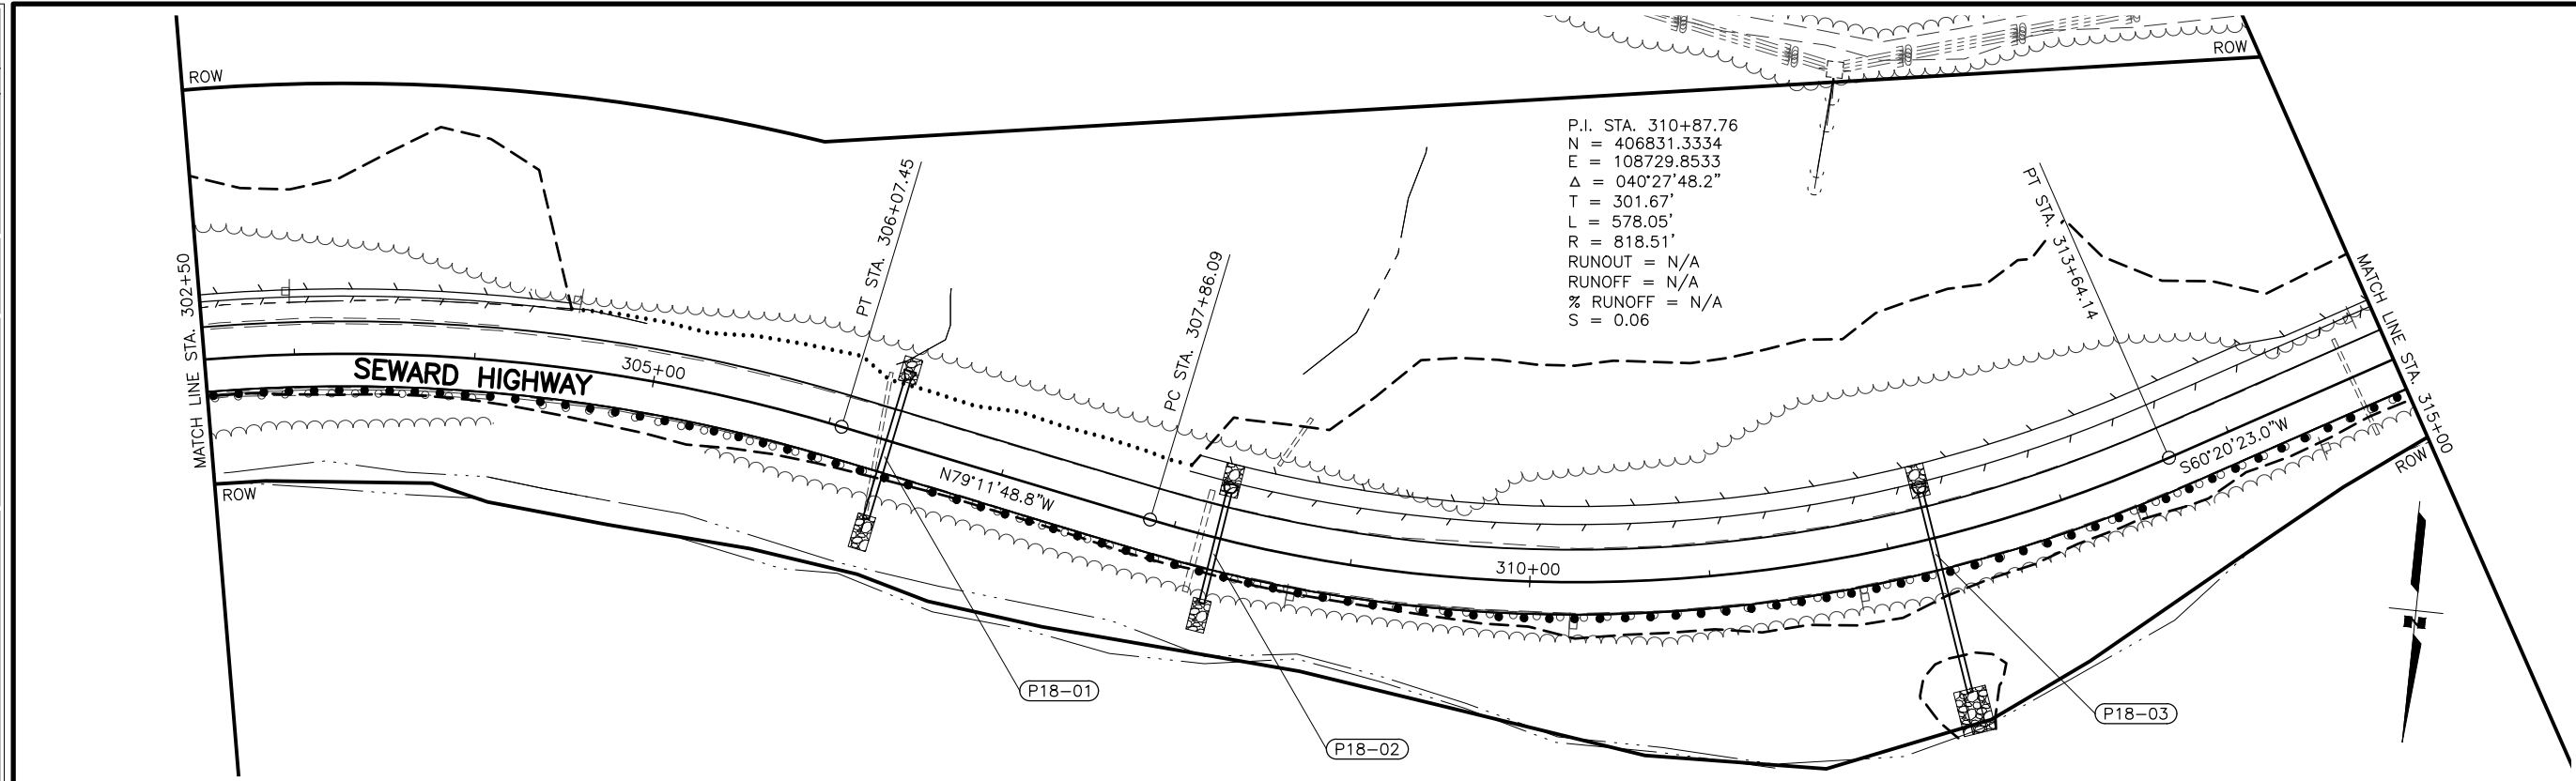 ROW
ROW
P.I. STA. 310+87.76
N = 406831.3334
E = 108729.8533
Δ = 040°27'48.2"
T = 301.67'
L = 578.05'
R = 818.51'
RUNOUT = N/A
RUNOFF = N/A
% RUNOFF = N/A
S = 0.06
MATCH LINE STA. 302+50
PT STA. 306+07.45
PC STA. 307+86.09
PT STA. 313+64.14
MATCH LINE STA. 315+00
SEWARD HIGHWAY
305+00
N79°11'48.8"W
310+00
S60°20'23.0"W
ROW
ROW
P18-01
P18-02
P18-03
N